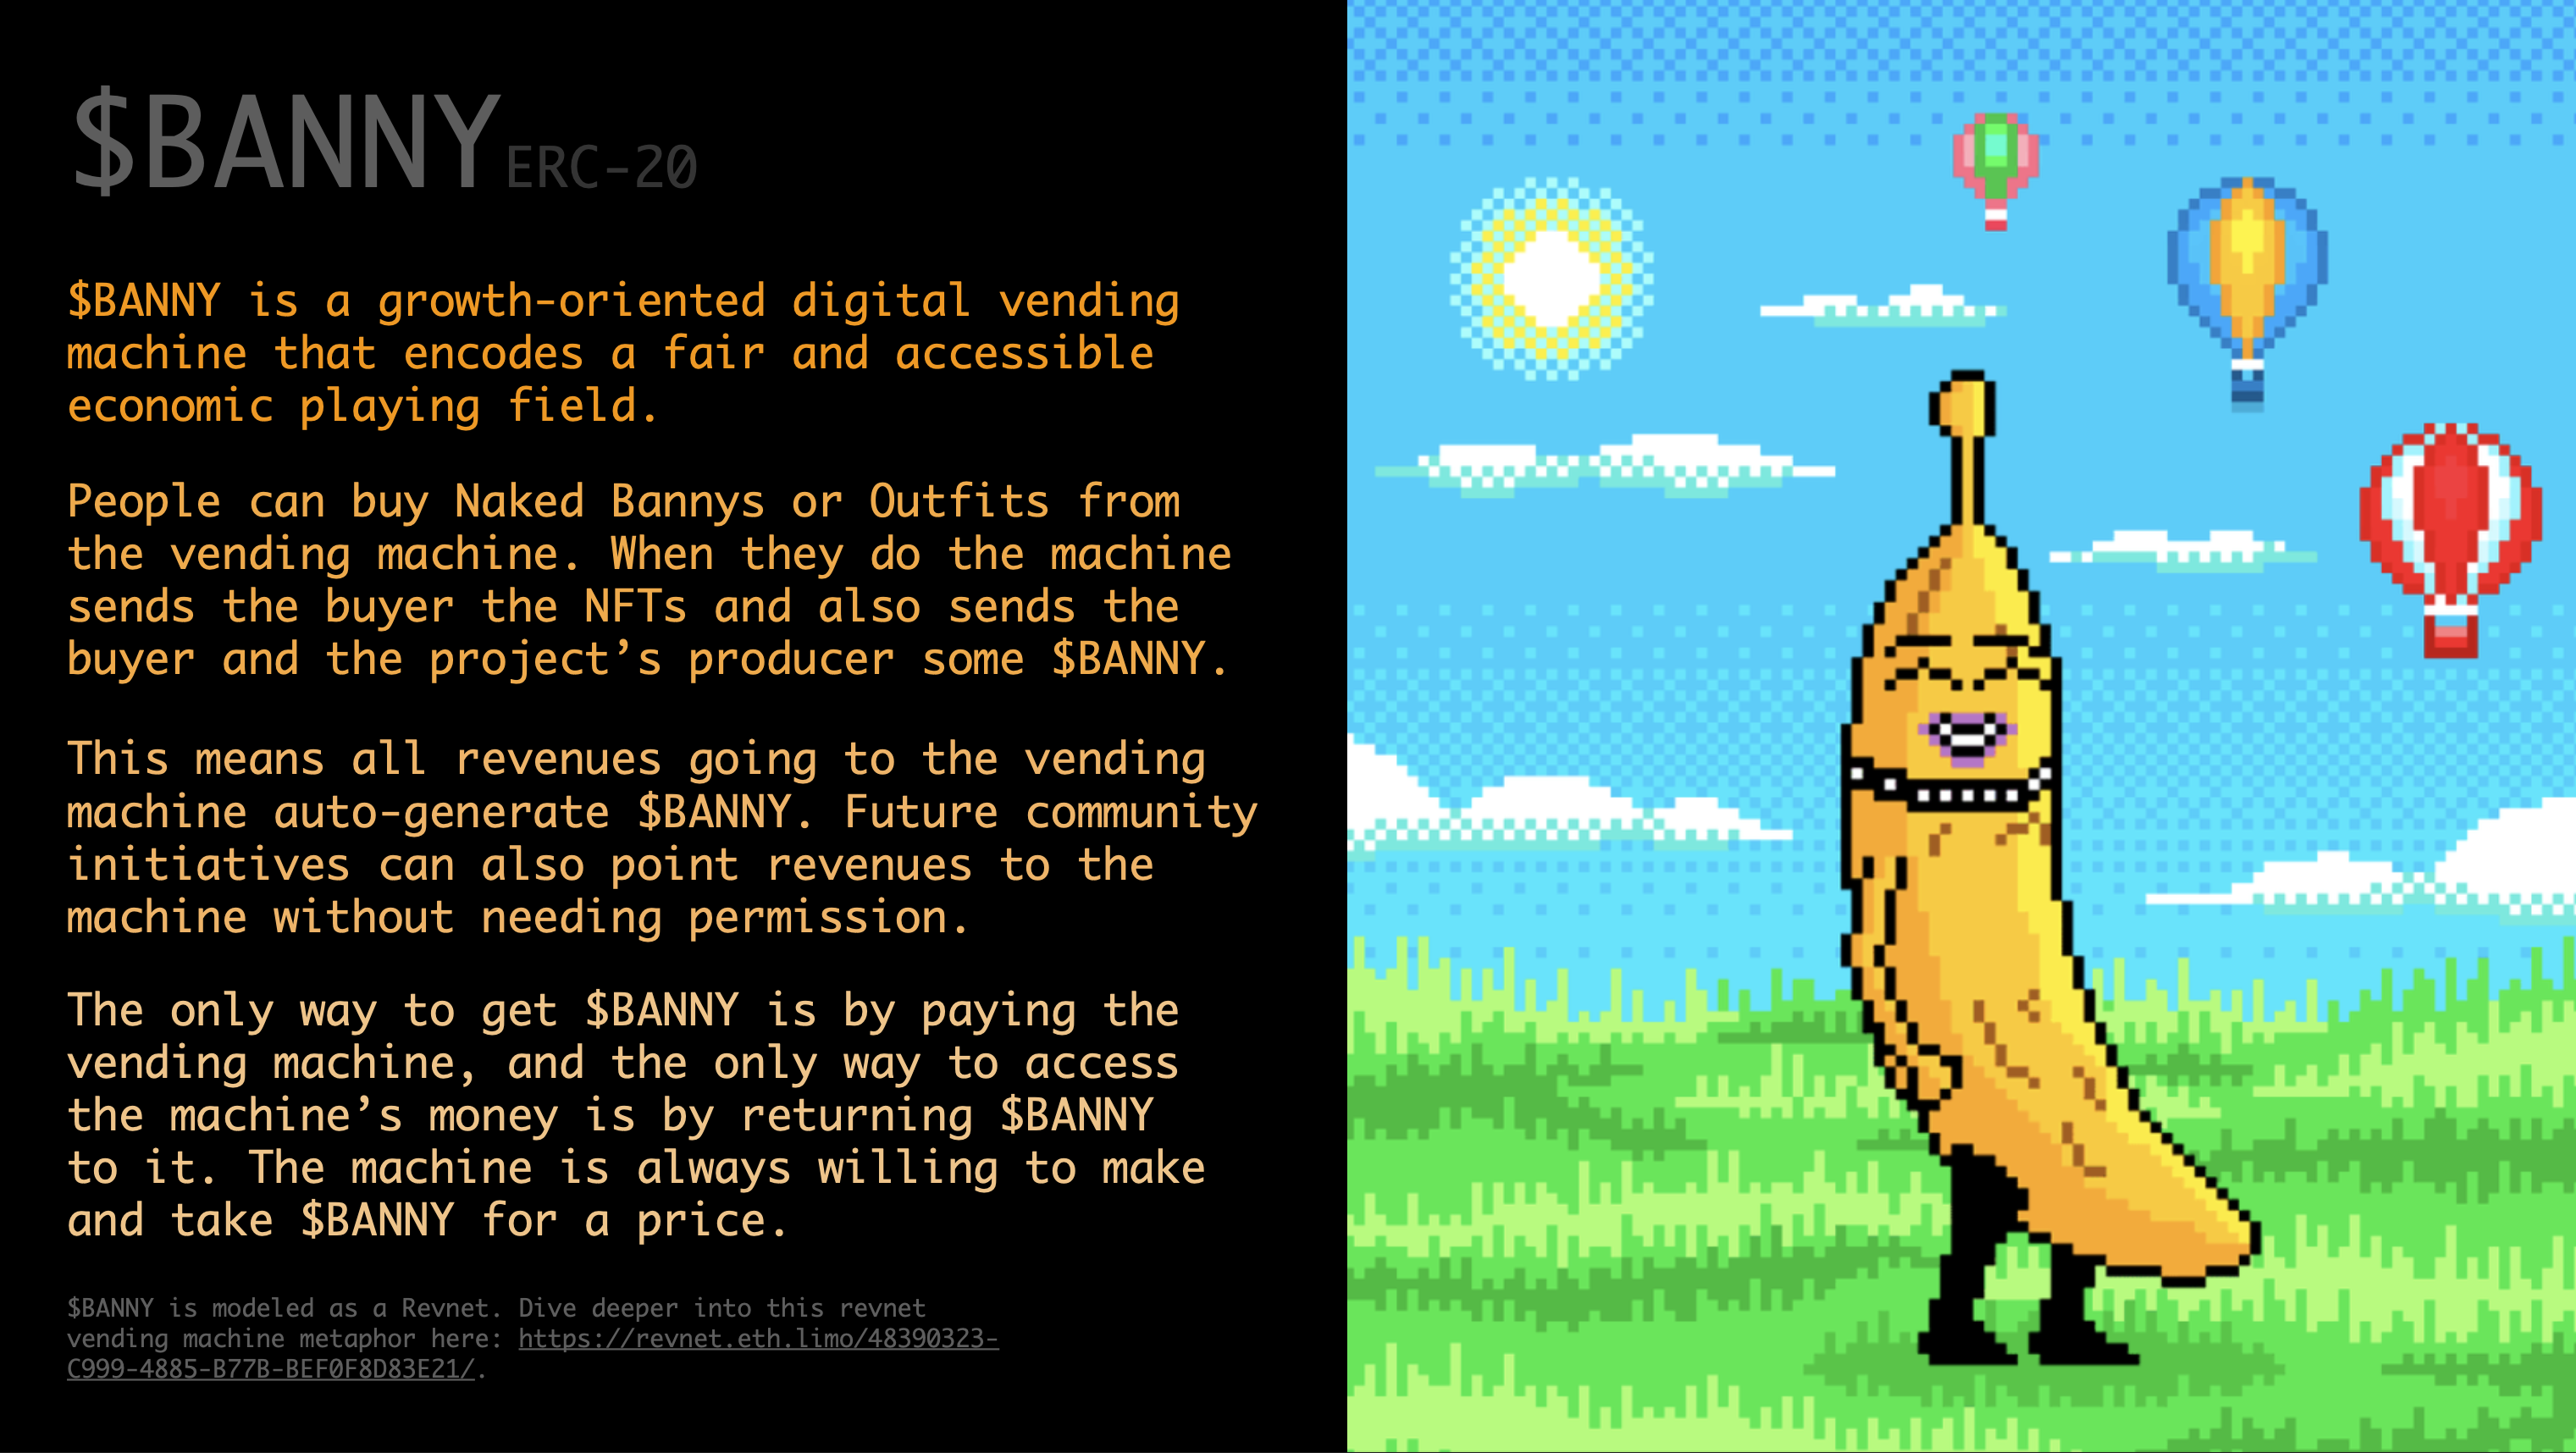 $BANNY ERC-20
$BANNY is a growth-oriented digital vending
machine that encodes a fair and accessible
economic playing field.
People can buy Naked Bannys or Outfits from
the vending machine. When they do the machine
sends the buyer the NFTs and also sends the
buyer and the project’s producer some $BANNY.
This means all revenues going to the vending
machine auto-generate $BANNY. Future community
initiatives can also point revenues to the
machine without needing permission.
The only way to get $BANNY is by paying the
vending machine, and the only way to access
the machine’s money is by returning $BANNY
to it. The machine is always willing to make
and take $BANNY for a price.
$BANNY is modeled as a Revnet. Dive deeper into this revnet
vending machine metaphor here: https://revnet.eth.limo/48390323-
C999-4885-B77B-BEF0F8D83E21/.